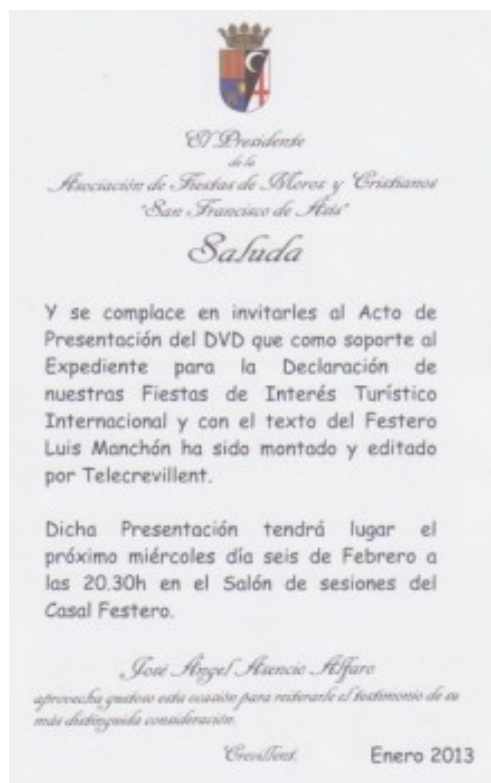 El Presidente
de la
Asociación de Fiestas de Moros y Cristianos
"San Francisco de Asís"
Saluda
Y se complace en invitarles al Acto de
Presentación del DVD que como soporte al
Expediente para la Declaración de
nuestras Fiestas de Interés Turístico
Internacional y con el texto del Festero
Luis Manchón ha sido montado y editado
por Telecrevillent.
Dicha Presentación tendrá lugar el
próximo miércoles día seis de Febrero a
las 20.30h en el Salón de sesiones del
Casal Festero.
José Ángel Asencio Alfaro
aprovecha gustoso esta ocasión para reiterarle el testimonio de su
más distinguida consideración.
Crevillent, Enero 2013